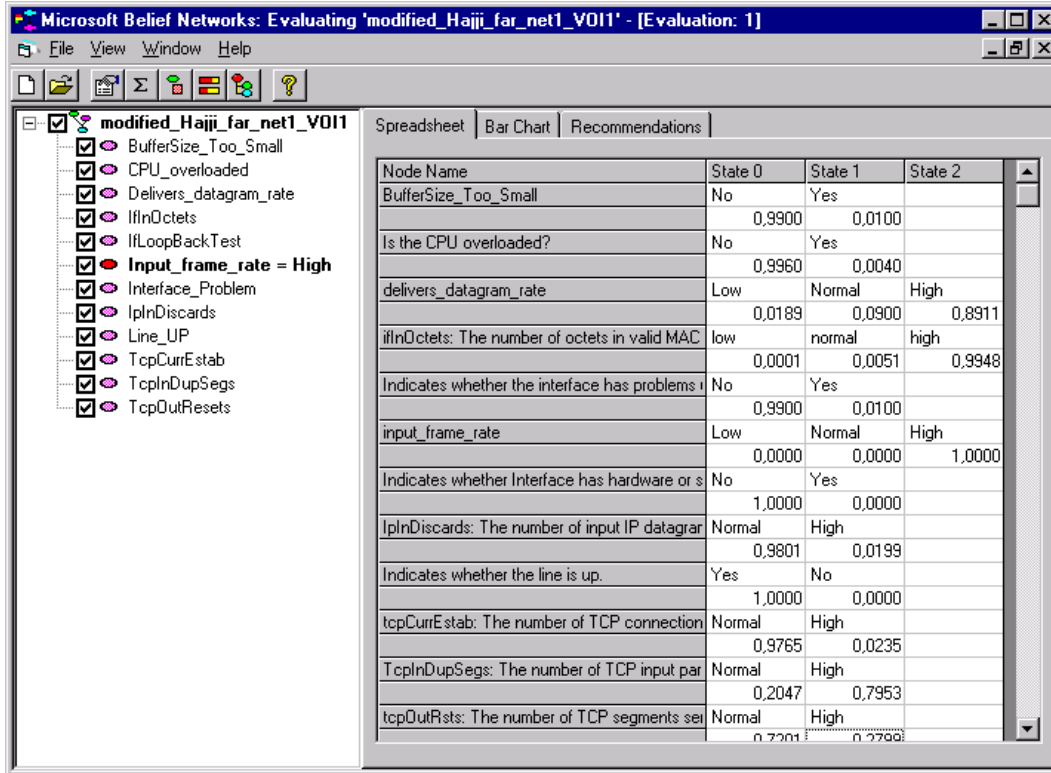 Microsoft Belief Networks: Evaluating 'modified_Hajji_far_net1_VOI1' - [Evaluation: 1]
File View Window Help
modified_Hajji_far_net1_VOI1
BufferSize_Too_Small
CPU_overloaded
Delivers_datagram_rate
IfInOctets
IfLoopBackTest
Input_frame_rate = High
Interface_Problem
IpInDiscards
Line_UP
TcpCurrEstab
TcpInDupSegs
TcpOutResets
Spreadsheet Bar Chart Recommendations
Node Name State 0 State 1 State 2
BufferSize_Too_Small No Yes
0,9900 0,0100
Is the CPU overloaded? No Yes
0,9960 0,0040
delivers_datagram_rate Low Normal High
0,0189 0,0900 0,8911
ifInOctets: The number of octets in valid MAC low normal high
0,0001 0,0051 0,9948
Indicates whether the interface has problems No Yes
0,9900 0,0100
input_frame_rate Low Normal High
0,0000 0,0000 1,0000
Indicates whether Interface has hardware or s No Yes
1,0000 0,0000
IpInDiscards: The number of input IP datagrar Normal High
0,9801 0,0199
Indicates whether the line is up. Yes No
1,0000 0,0000
tcpCurrEstab: The number of TCP connection Normal High
0,9765 0,0235
TcpInDupSegs: The number of TCP input par Normal High
0,2047 0,7953
tcpOutRsts: The number of TCP segments sei Normal High
0,7201 0,2799